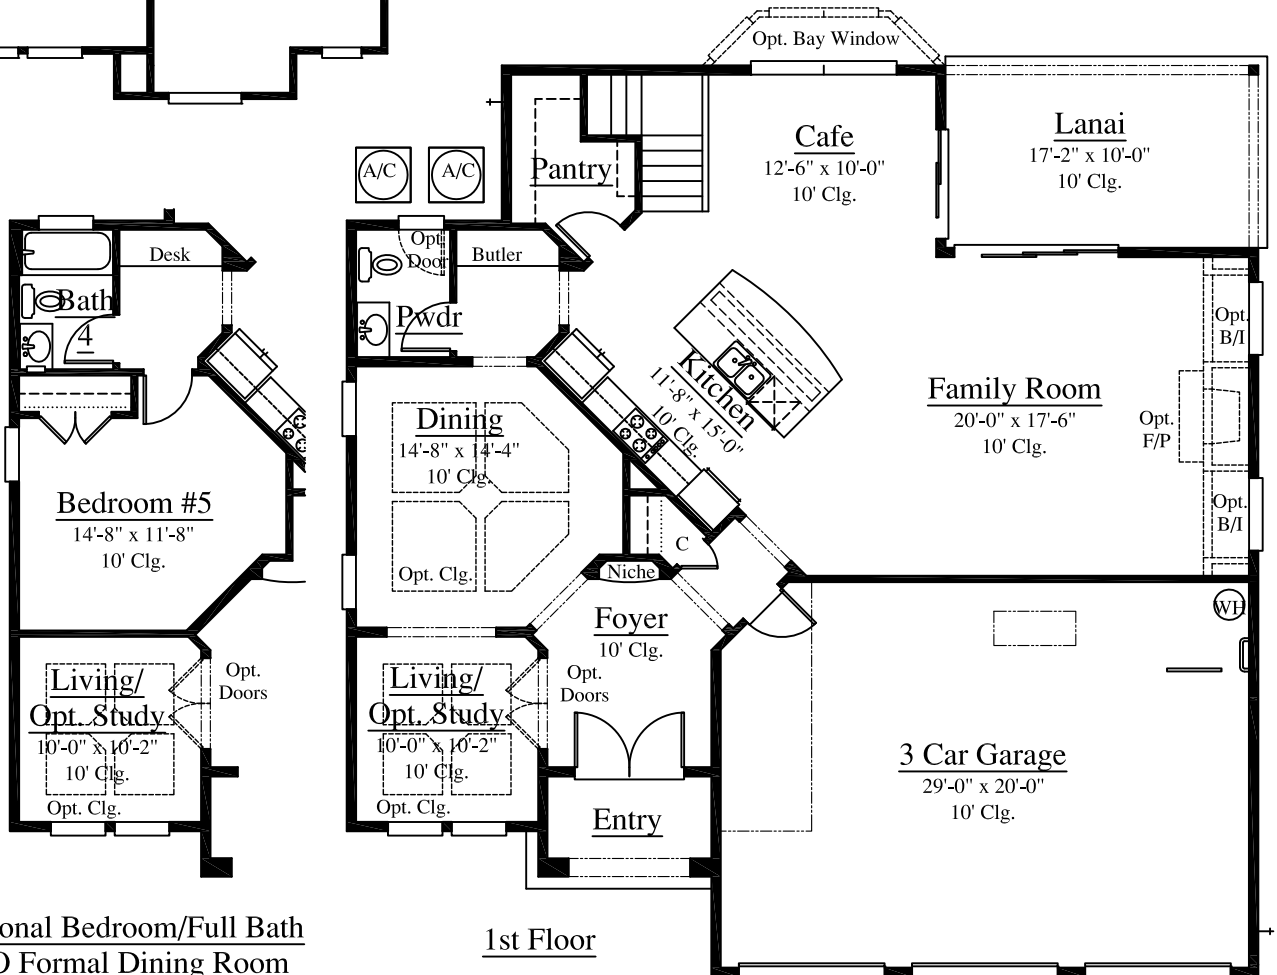 Opt. Bay Window
Cafe
12'-6" x 10'-0"
10' Clg.
Lanai
17'-2" x 10'-0"
10' Clg.
A/C
A/C
Pantry
Desk
Bath
4
Opt.
Door
Butler
Pwdr
Kitchen
11'-8" x 15'-0"
10' Clg.
Family Room
20'-0" x 17'-6"
10' Clg.
Opt.
B/I
Opt.
F/P
Opt.
B/I
Dining
14'-8" x 14'-4"
10' Clg.
Opt. Clg.
Bedroom #5
14'-8" x 11'-8"
10' Clg.
C
Niche
Foyer
10' Clg.
WH
Living/
Opt. Study
10'-0" x 10'-2"
10' Clg.
Opt. Clg.
Opt.
Doors
Living/
Opt. Study
10'-0" x 10'-2"
10' Clg.
Opt. Clg.
Opt.
Doors
Entry
3 Car Garage
29'-0" x 20'-0"
10' Clg.
onal Bedroom/Full Bath
Formal Dining Room
1st Floor